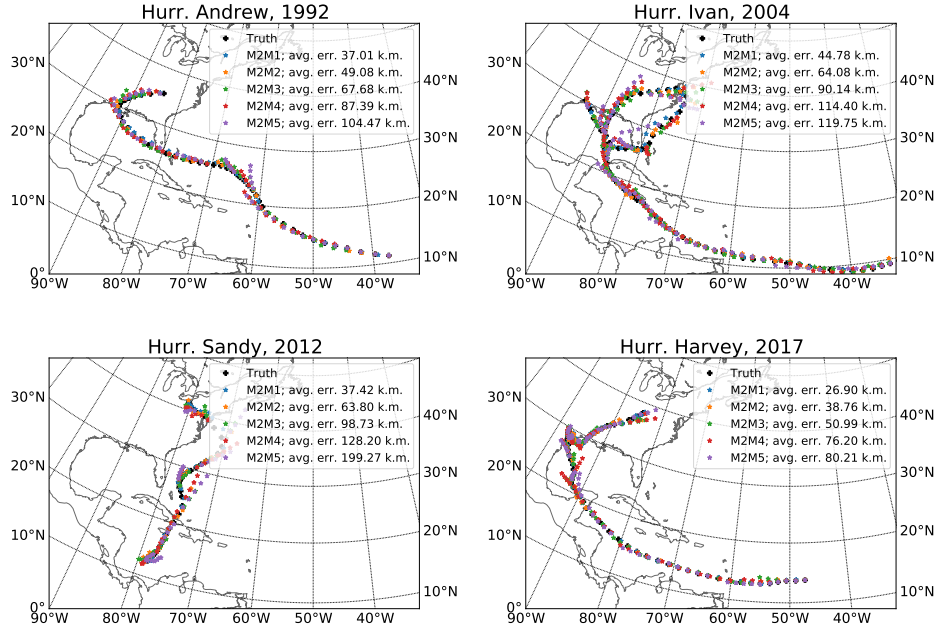 Hurr. Andrew, 1992
Truth
M2M1; avg. err. 37.01 k.m.
M2M2; avg. err. 49.08 k.m.
M2M3; avg. err. 67.68 k.m.
M2M4; avg. err. 87.39 k.m.
M2M5; avg. err. 104.47 k.m.
30°N
20°N
10°N
0°
40°N
30°N
20°N
10°N
90°W 80°W 70°W 60°W 50°W 40°W
Hurr. Ivan, 2004
Truth
M2M1; avg. err. 44.78 k.m.
M2M2; avg. err. 64.08 k.m.
M2M3; avg. err. 90.14 k.m.
M2M4; avg. err. 114.40 k.m.
M2M5; avg. err. 119.75 k.m.
30°N
20°N
10°N
0°
40°N
30°N
20°N
10°N
90°W 80°W 70°W 60°W 50°W 40°W
Hurr. Sandy, 2012
Truth
M2M1; avg. err. 37.42 k.m.
M2M2; avg. err. 63.80 k.m.
M2M3; avg. err. 98.73 k.m.
M2M4; avg. err. 128.20 k.m.
M2M5; avg. err. 199.27 k.m.
30°N
20°N
10°N
0°
40°N
30°N
20°N
10°N
90°W 80°W 70°W 60°W 50°W 40°W
Hurr. Harvey, 2017
Truth
M2M1; avg. err. 26.90 k.m.
M2M2; avg. err. 38.76 k.m.
M2M3; avg. err. 50.99 k.m.
M2M4; avg. err. 76.20 k.m.
M2M5; avg. err. 80.21 k.m.
30°N
20°N
10°N
0°
40°N
30°N
20°N
10°N
90°W 80°W 70°W 60°W 50°W 40°W